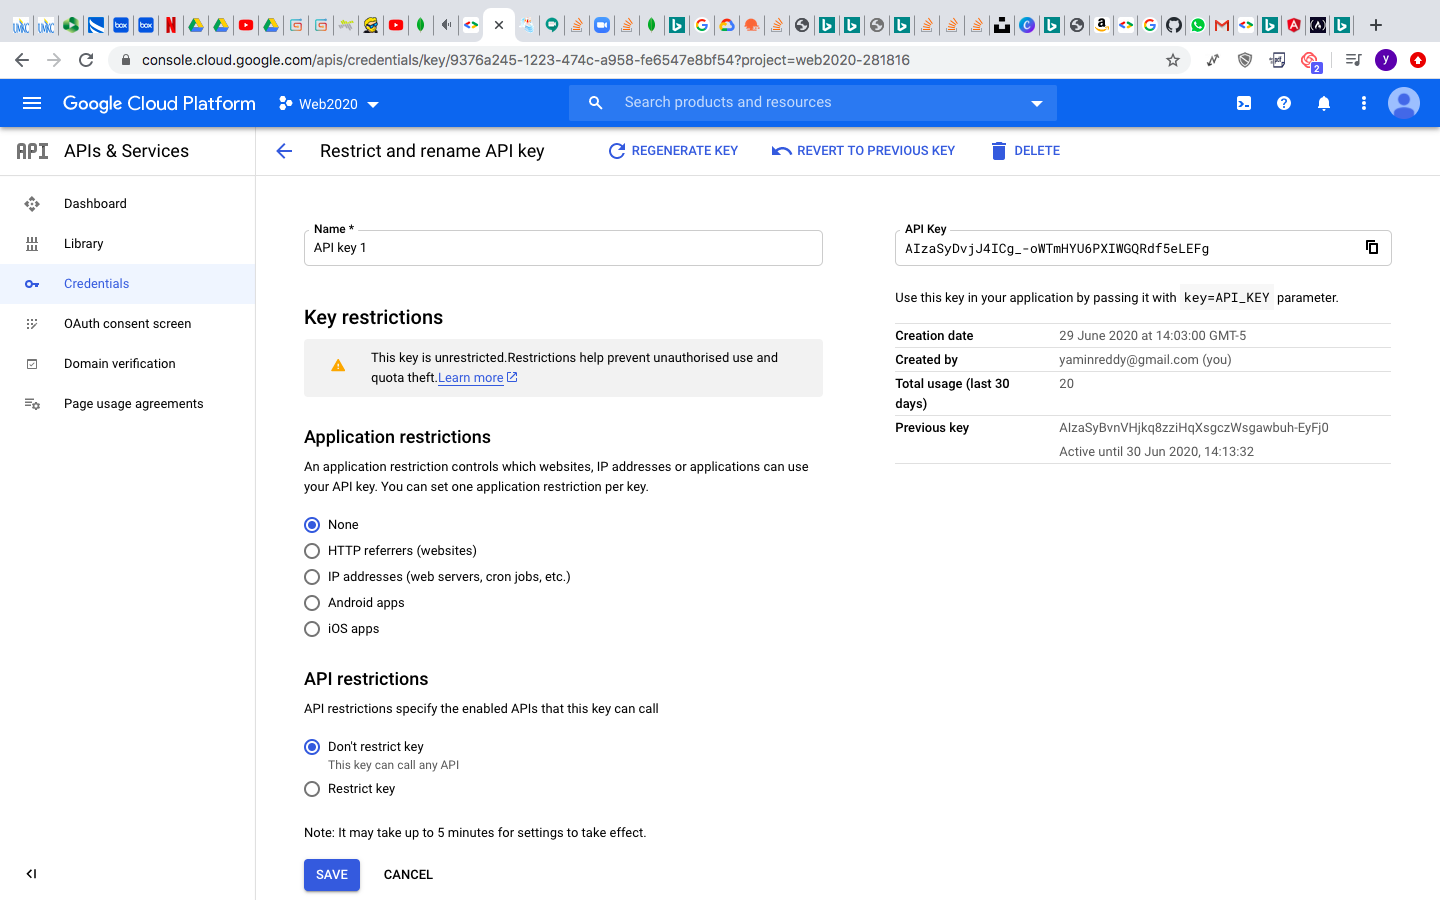 console.cloud.google.com/apis/credentials/key/9376a245-1223-474c-a958-fe6547e8bf54?project=web2020-281816
2
y
Google Cloud Platform
Web2020
Search products and resources
API
APIs & Services
Restrict and rename API key
REGENERATE KEY
REVERT TO PREVIOUS KEY
DELETE
Dashboard
Library
Credentials
OAuth consent screen
Domain verification
Page usage agreements
Name *
API key 1
Key restrictions
This key is unrestricted.Restrictions help prevent unauthorised use and
quota theft.Learn more
Application restrictions
An application restriction controls which websites, IP addresses or applications can use
your API key. You can set one application restriction per key.
None
HTTP referrers (websites)
IP addresses (web servers, cron jobs, etc.)
Android apps
iOS apps
API restrictions
API restrictions specify the enabled APIs that this key can call
Don't restrict key
This key can call any API
Restrict key
Note: It may take up to 5 minutes for settings to take effect.
SAVE
CANCEL
API Key
AIzaSyDvjJ4ICg_-oWTmHYU6PXIWGQRdf5eLEFg
Use this key in your application by passing it with key=API_KEY parameter.
Creation date
29 June 2020 at 14:03:00 GMT-5
Created by
yaminreddy@gmail.com (you)
Total usage (last 30
days)
20
Previous key
AIzaSyBvnVHjkq8zziHqXsgczWsgawbuh-EyFj0
Active until 30 Jun 2020, 14:13:32